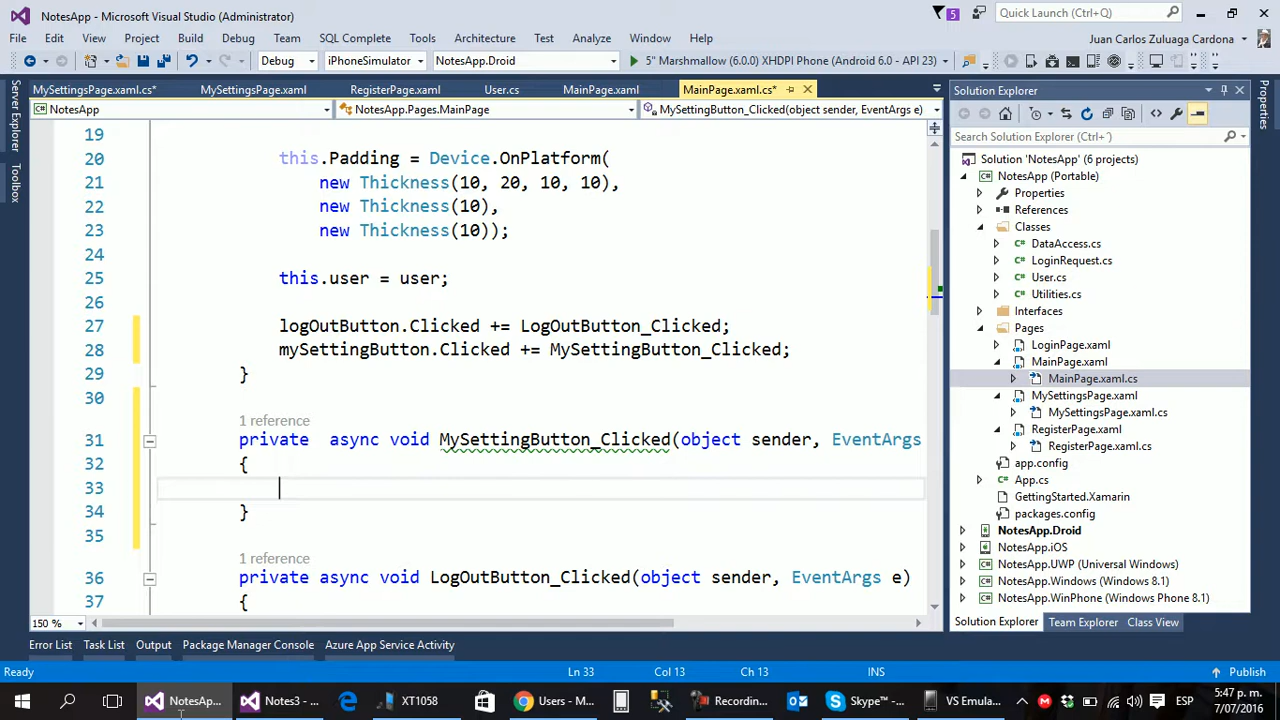 NotesApp - Microsoft Visual Studio (Administrator)
5
Quick Launch (Ctrl+Q)
File Edit View Project Build Debug Team SQL Complete Tools Architecture Test Analyze Window Help
Juan Carlos Zuluaga Cardona
Debug iPhoneSimulator NotesApp.Droid 5" Marshmallow (6.0.0) XHDPI Phone (Android 6.0 - API 23)
MySettingsPage.xaml.cs* MySettingsPage.xaml RegisterPage.xaml User.cs MainPage.xaml MainPage.xaml.cs*
NotesApp NotesApp.Pages.MainPage MySettingButton_Clicked(object sender, EventArgs e)
Server Explorer
Toolbox
19
20 this.Padding = Device.OnPlatform(
21 new Thickness(10, 20, 10, 10),
22 new Thickness(10),
23 new Thickness(10));
24
25 this.user = user;
26
27 logOutButton.Clicked += LogOutButton_Clicked;
28 mySettingButton.Clicked += MySettingButton_Clicked;
29 }
30
1 reference
31 private async void MySettingButton_Clicked(object sender, EventArgs
32 {
33
34 }
35
1 reference
36 private async void LogOutButton_Clicked(object sender, EventArgs e)
37 {
150 %
Solution Explorer
Search Solution Explorer (Ctrl+´)
Solution 'NotesApp' (6 projects)
NotesApp (Portable)
Properties
References
Classes
DataAccess.cs
LoginRequest.cs
User.cs
Utilities.cs
Interfaces
Pages
LoginPage.xaml
MainPage.xaml
MainPage.xaml.cs
MySettingsPage.xaml
MySettingsPage.xaml.cs
RegisterPage.xaml
RegisterPage.xaml.cs
app.config
App.cs
GettingStarted.Xamarin
packages.config
NotesApp.Droid
NotesApp.iOS
NotesApp.UWP (Universal Windows)
NotesApp.Windows (Windows 8.1)
NotesApp.WinPhone (Windows Phone 8.1)
Solution Explorer Team Explorer Class View
Properties
Error List Task List Output Package Manager Console Azure App Service Activity
Ready Ln 33 Col 13 Ch 13 INS Publish
NotesAp... Notes3 - ... XT1058 Users - M... Recordin... Skype™ -... VS Emula... ESP
5:47 p. m.
7/07/2016